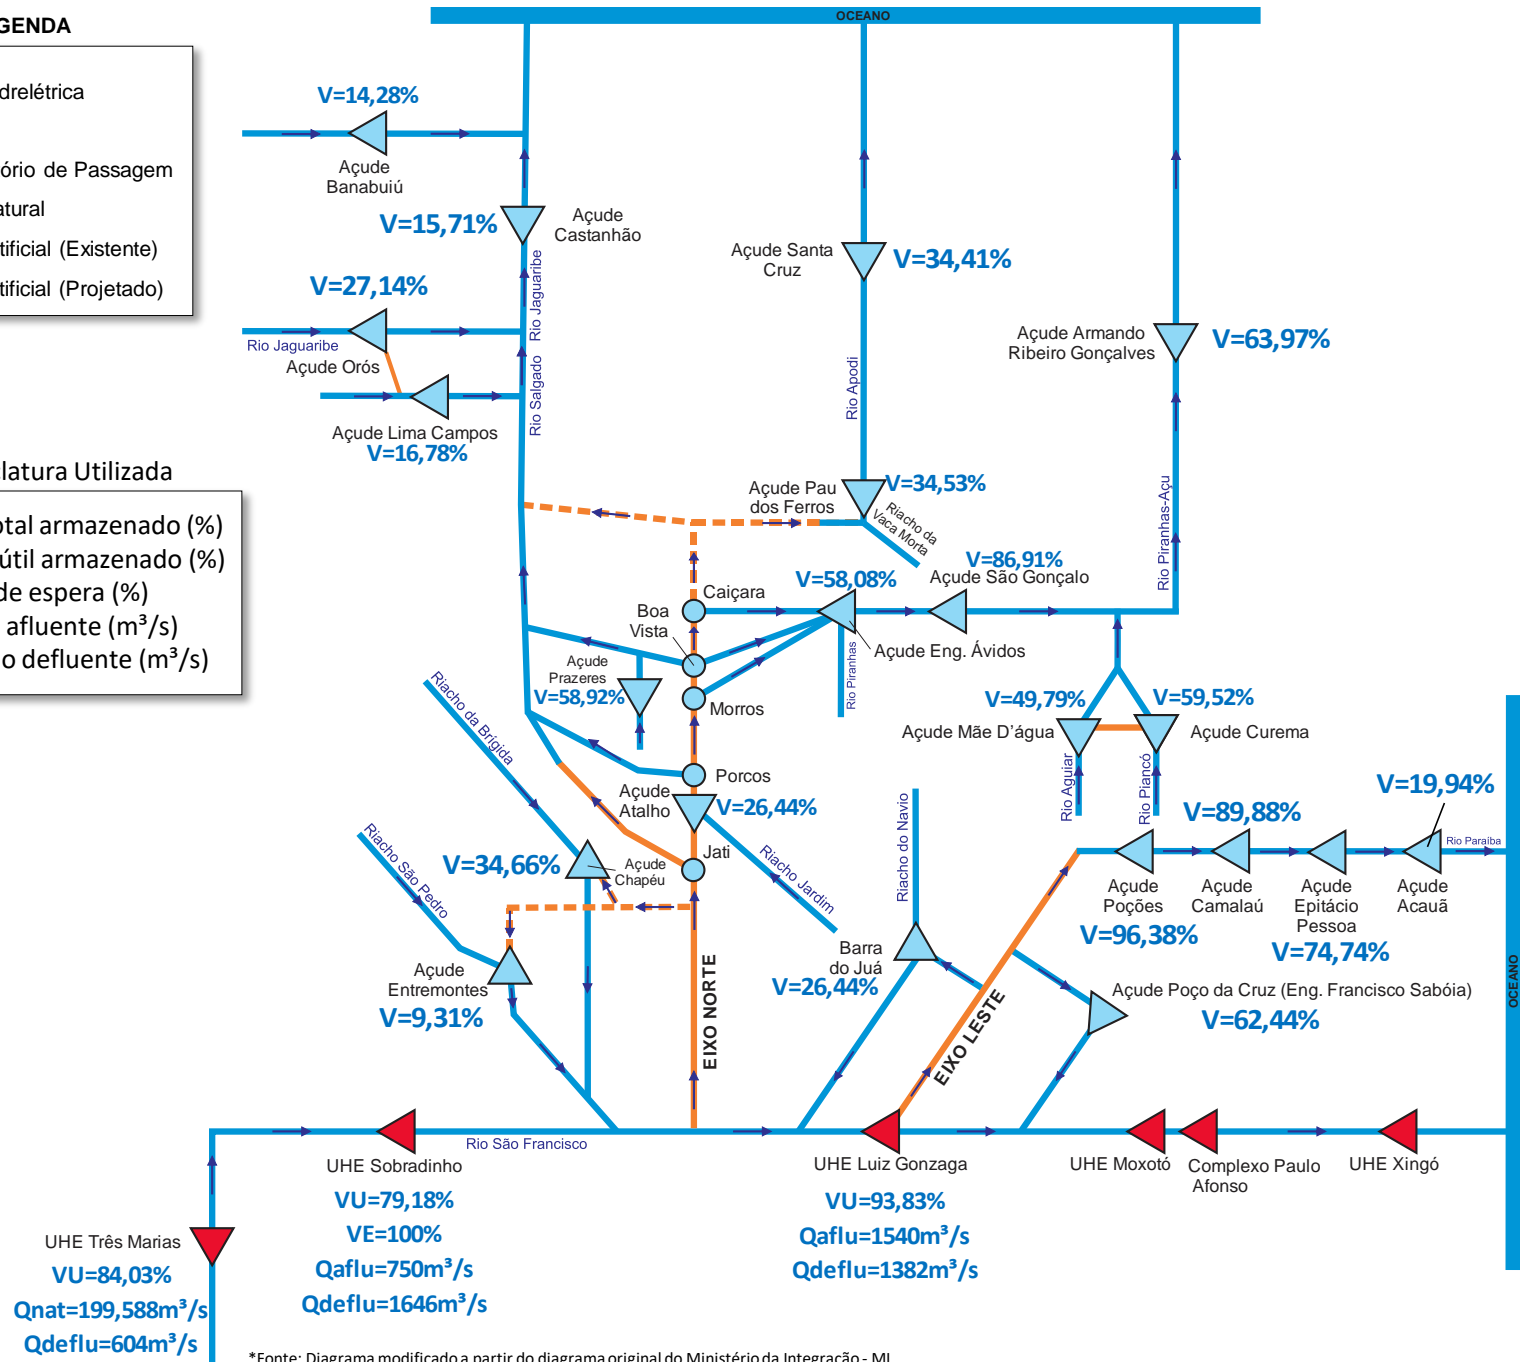 GENDA
drelétrica
ório de Passagem
atural
tificial (Existente)
tificial (Projetado)
clatura Utilizada
otal armazenado (%)
útil armazenado (%)
de espera (%)
afluente (m³/s)
o defluente (m³/s)
OCEANO
V=14,28%
Açude
Banabuiú
V=15,71%
Açude
Castanhão
Rio Jaguaribe
V=27,14%
Rio Jaguaribe
Açude Orós
Rio Salgado
Açude Lima Campos
V=16,78%
Açude Santa
Cruz
V=34,41%
Rio Apodi
Açude Armando
Ribeiro Gonçalves
V=63,97%
Rio Piranhas-Açu
Açude Pau
dos Ferros
V=34,53%
Riacho da
Vaca Morta
V=86,91%
Açude São Gonçalo
V=58,08%
Açude Eng. Ávidos
Rio Piranhas
Caiçara
Boa
Vista
Morros
Açude
Prazeres
V=58,92%
Porcos
Açude
Atalho
V=26,44%
Jati
Riacho Jardim
Riacho da Brígida
Riacho São Pedro
V=34,66%
Açude
Chapéu
Açude
Entremontes
V=9,31%
EIXO NORTE
V=49,79%
Açude Mãe D'água
V=59,52%
Açude Curema
Rio Aguiar
Rio Piancó
V=19,94%
V=89,88%
Rio Paraíba
Açude
Poções
V=96,38%
Açude
Camalaú
Açude
Epitácio
Pessoa
V=74,74%
Açude
Acauã
Riacho do Navio
Barra
do Juá
V=26,44%
EIXO LESTE
Açude Poço da Cruz (Eng. Francisco Sabóia)
V=62,44%
OCEANO
Rio São Francisco
UHE Sobradinho
VU=79,18%
VE=100%
Qaflu=750m³/s
Qdeflu=1646m³/s
UHE Luiz Gonzaga
VU=93,83%
Qaflu=1540m³/s
Qdeflu=1382m³/s
UHE Moxotó
Complexo Paulo
Afonso
UHE Xingó
UHE Três Marias
VU=84,03%
Qnat=199,588m³/s
Qdeflu=604m³/s
*Fonte: Diagrama modificado a partir do diagrama original do Ministério da Integração - MI